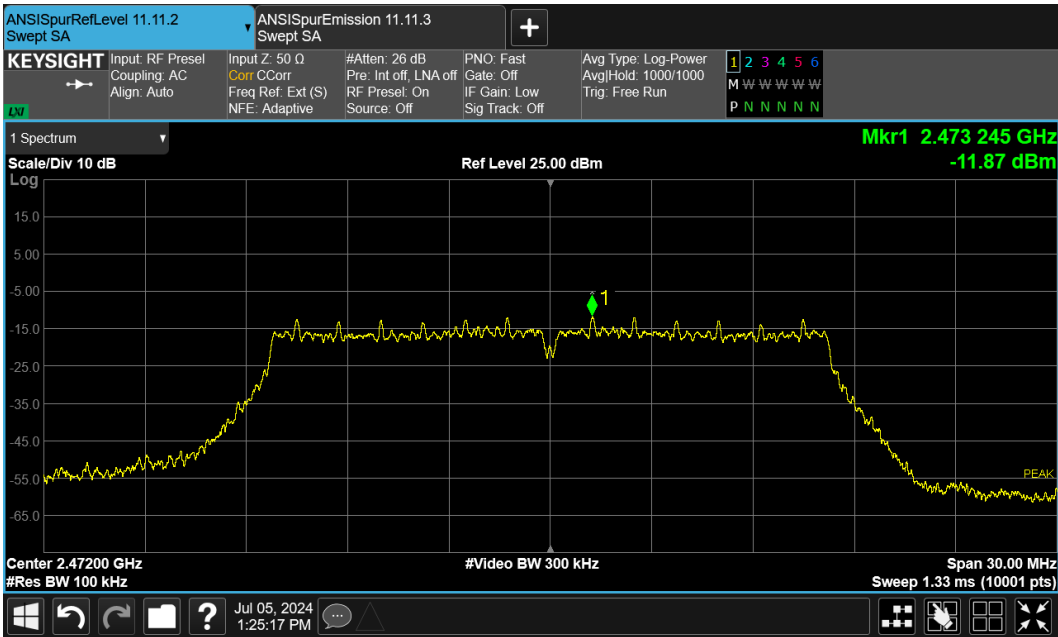 ANSISpurRefLevel 11.11.2
Swept SA
ANSISpurEmission 11.11.3
Swept SA
KEYSIGHT
LXI
Input: RF Presel
Coupling: AC
Align: Auto
Input Z: 50 Ω
Corr CCorr
Freq Ref: Ext (S)
NFE: Adaptive
#Atten: 26 dB
Pre: Int off, LNA off
RF Presel: On
Source: Off
PNO: Fast
Gate: Off
IF Gain: Low
Sig Track: Off
Avg Type: Log-Power
Avg|Hold: 1000/1000
Trig: Free Run
1 2 3 4 5 6
M W W W W W
P N N N N N
1 Spectrum
Scale/Div 10 dB
Ref Level 25.00 dBm
Mkr1 2.473 245 GHz
-11.87 dBm
Log
15.0
5.00
-5.00
-15.0
-25.0
-35.0
-45.0
-55.0
-65.0
1
PEAK
Center 2.47200 GHz
#Video BW 300 kHz
Span 30.00 MHz
#Res BW 100 kHz
Sweep 1.33 ms (10001 pts)
?
Jul 05, 2024
1:25:17 PM